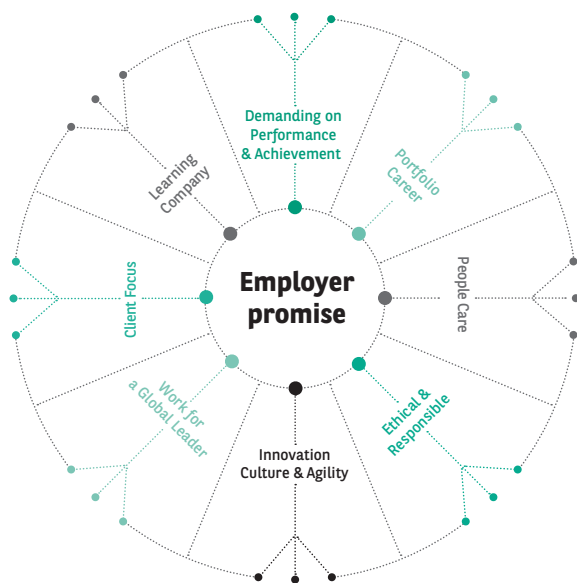 Demanding on
Performance
& Achievement
Portfolio
Career
People Care
Ethical &
Responsible
Innovation
Culture & Agility
Work for
a Global Leader
Client Focus
Learning
Company
Employer
promise